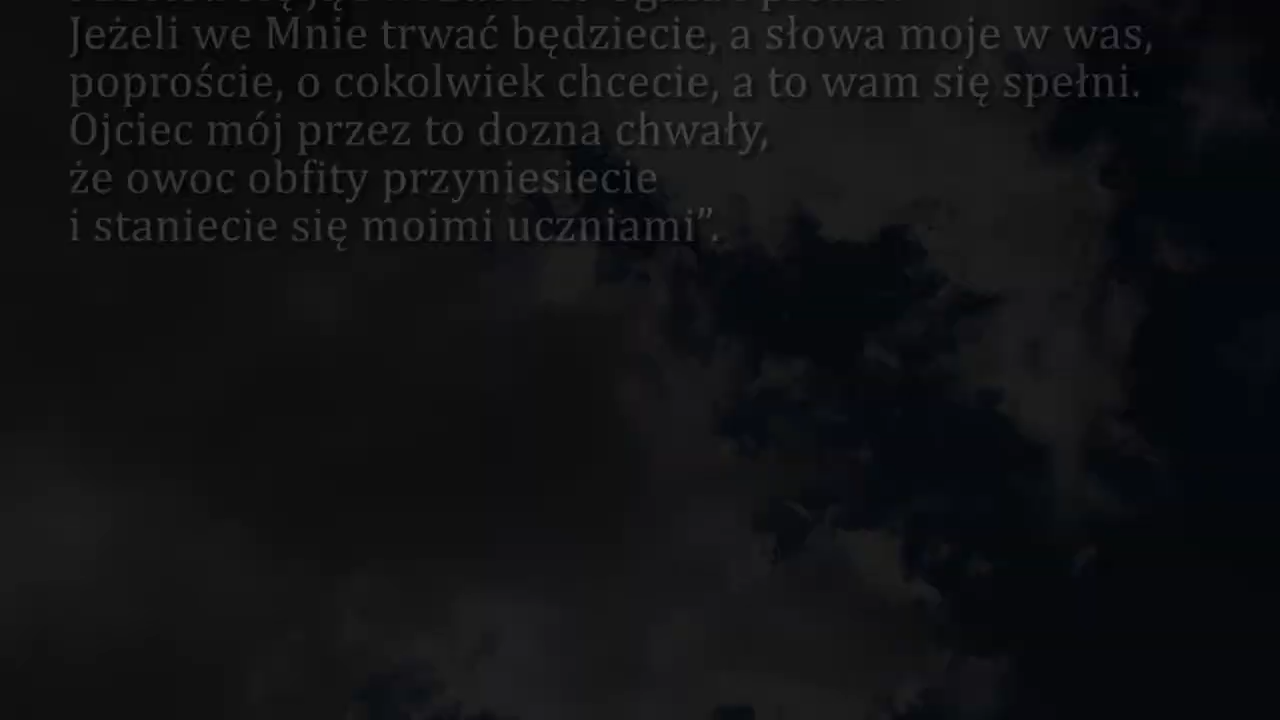 Jeżeli we Mnie trwać będziecie, a słowa moje w was,
poproście, o cokolwiek chcecie, a to wam się spełni.
Ojciec mój przez to dozna chwały,
że owoc obfity przyniesiecie
i staniecie się moimi uczniami”.